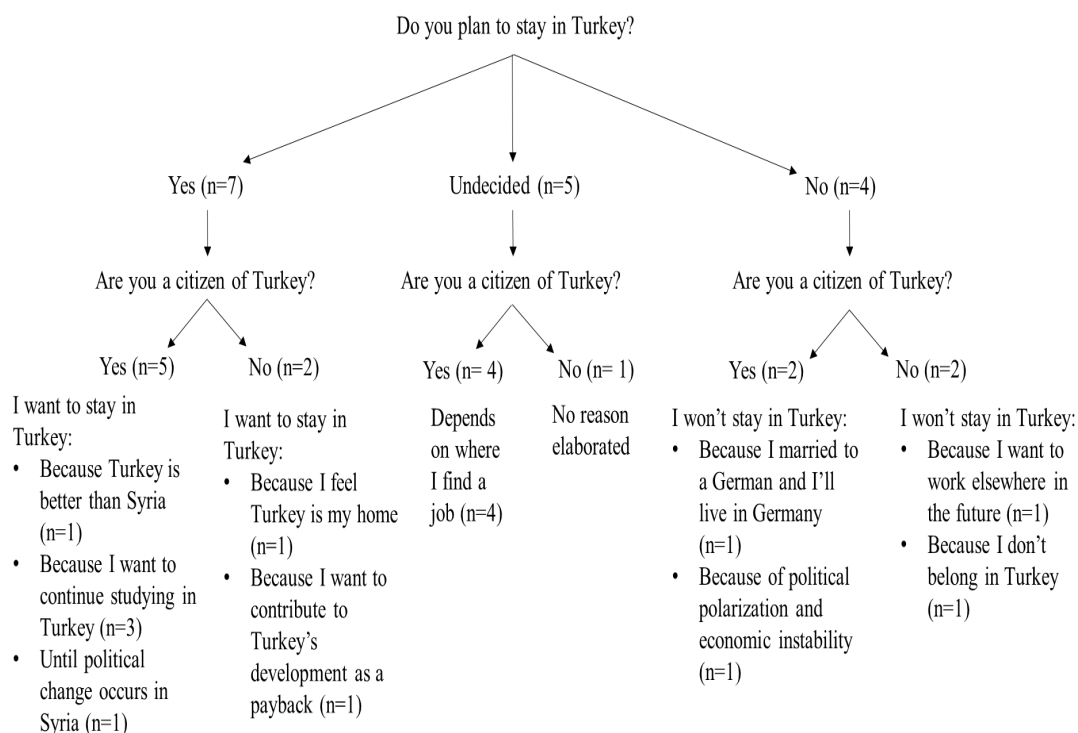 Do you plan to stay in Turkey?
Yes (n=7)
Undecided (n=5)
No (n=4)
Are you a citizen of Turkey?
Are you a citizen of Turkey?
Are you a citizen of Turkey?
Yes (n=5)
No (n=2)
Yes (n= 4)
No (n= 1)
Yes (n=2)
No (n=2)
I want to stay in
Turkey:
• Because Turkey is
better than Syria
(n=1)
• Because I want to
continue studying in
Turkey (n=3)
• Until political
change occurs in
Syria (n=1)
I want to stay in
Turkey:
• Because I feel
Turkey is my home
(n=1)
• Because I want to
contribute to
Turkey's
development as a
payback (n=1)
Depends
on where
I find a
job (n=4)
No reason
elaborated
I won't stay in Turkey:
• Because I married to
a German and I'll
live in Germany
(n=1)
• Because of political
polarization and
economic instability
(n=1)
I won't stay in Turkey:
• Because I want to
work elsewhere in
the future (n=1)
• Because I don't
belong in Turkey
(n=1)